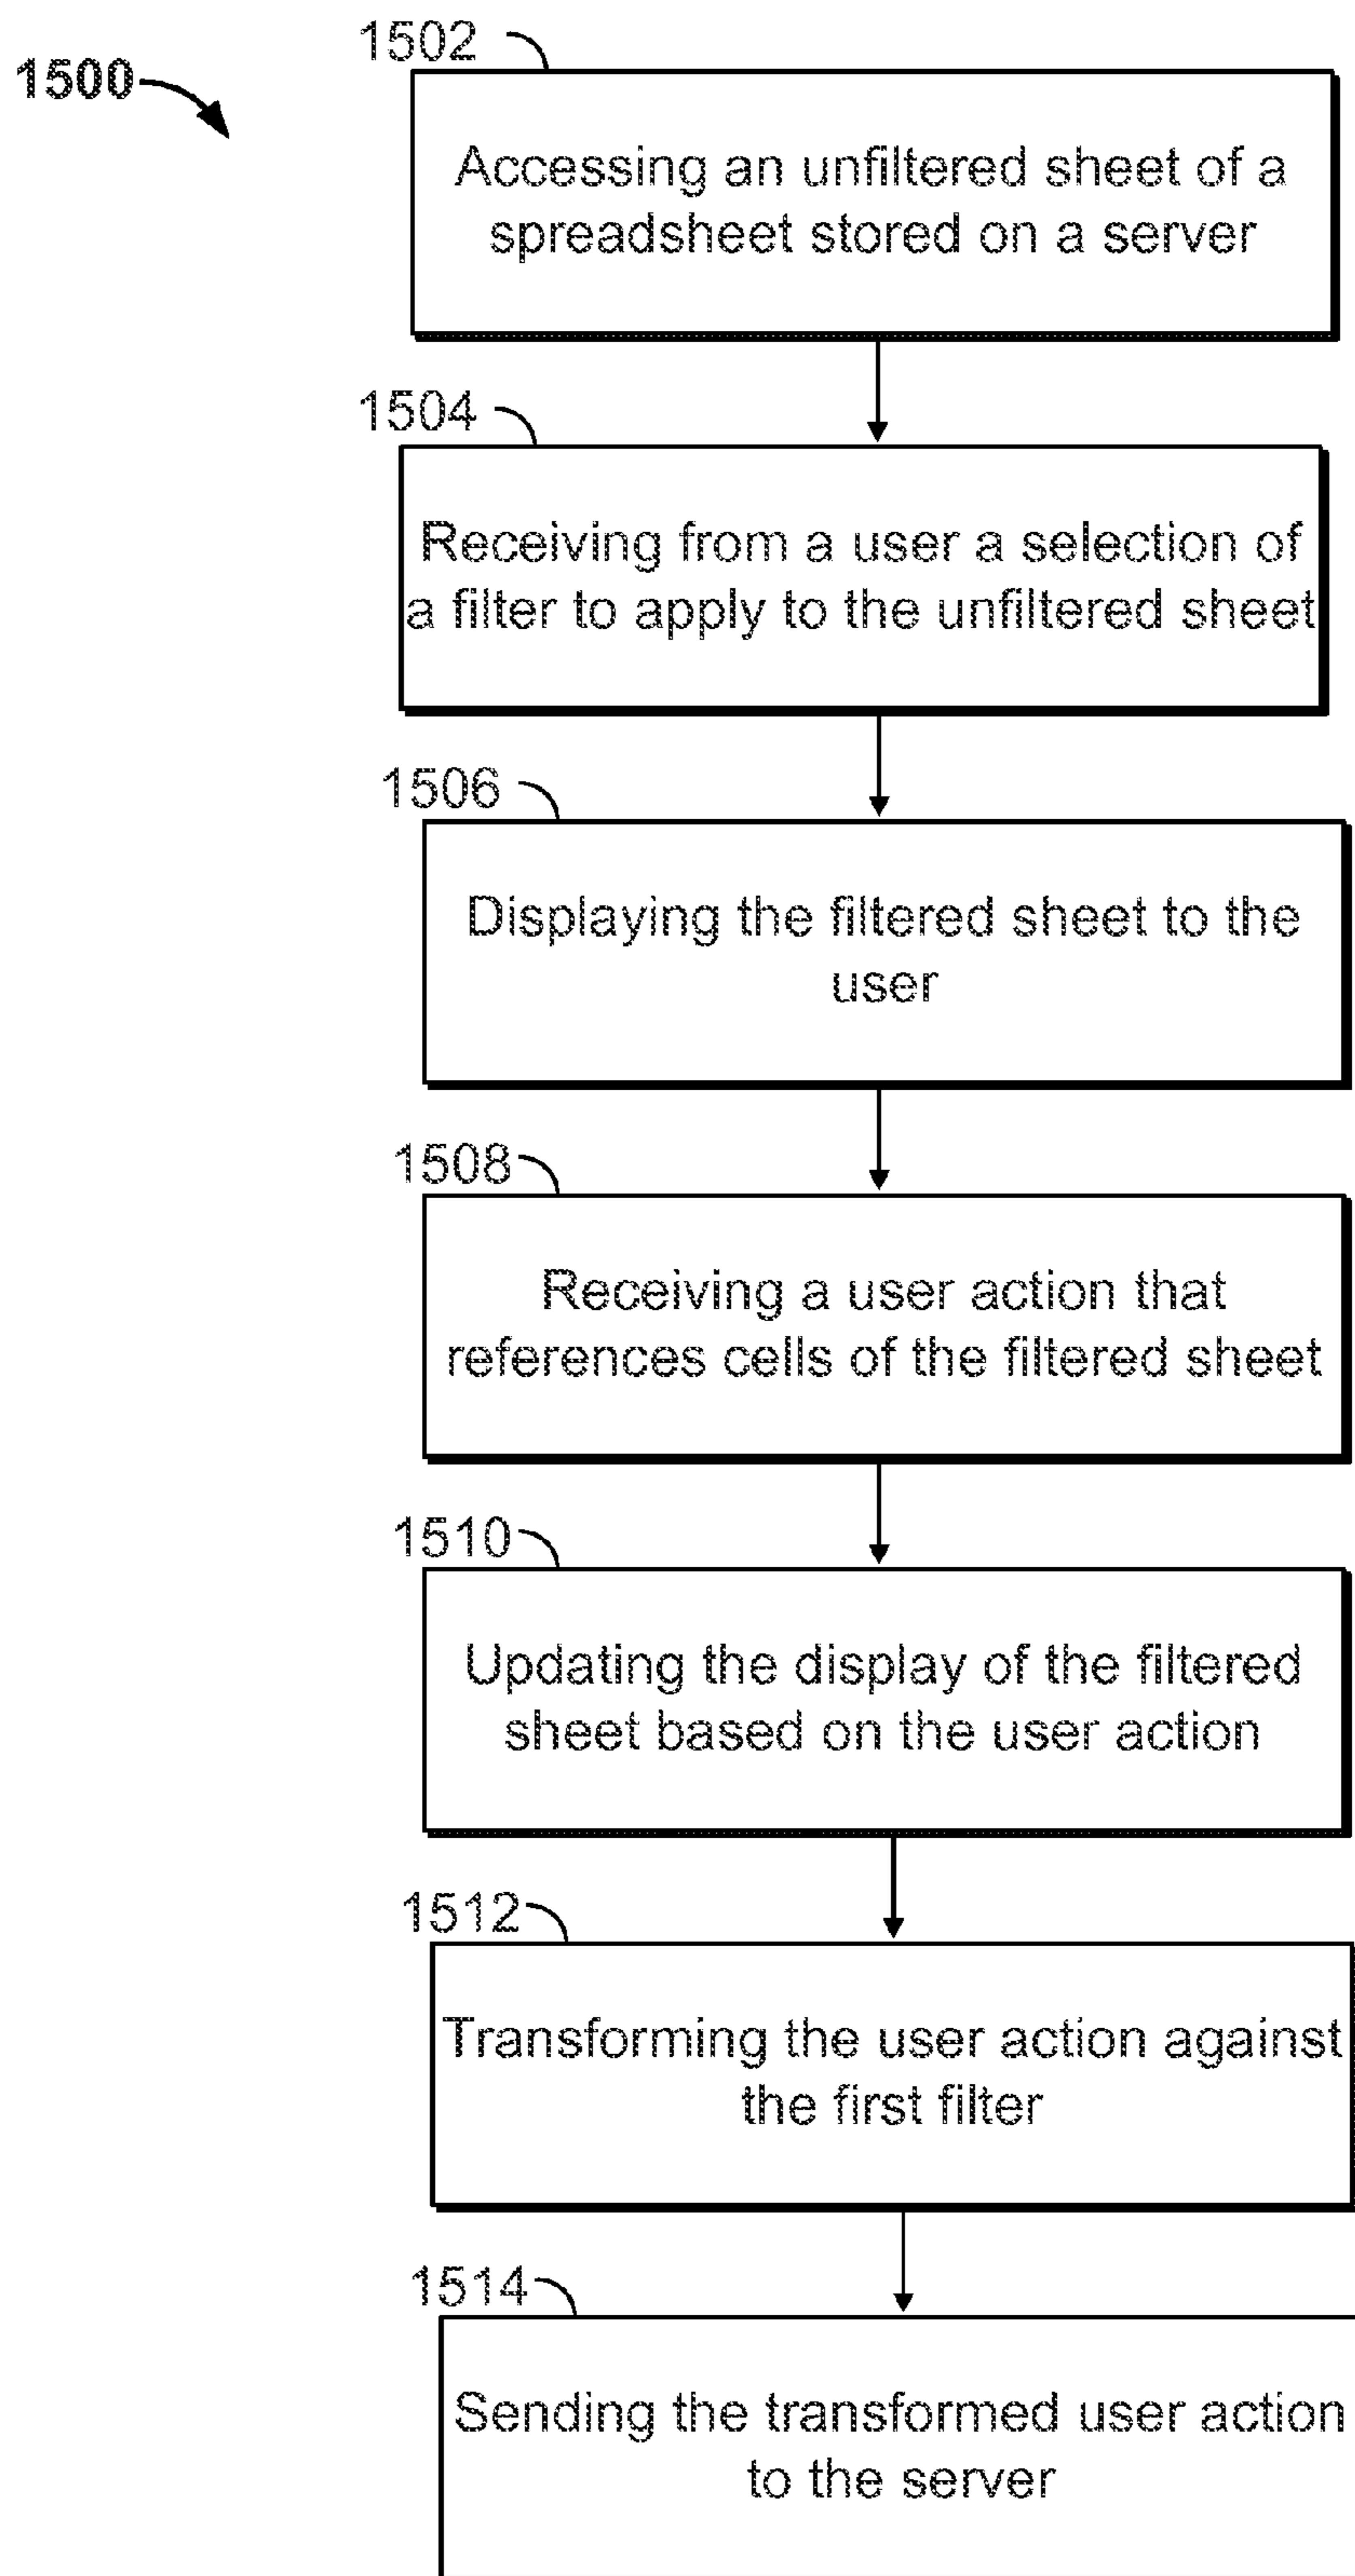 1500
1502
Accessing an unfiltered sheet of a
spreadsheet stored on a server
1504
Receiving from a user a selection of
a filter to apply to the unfiltered sheet
1506
Displaying the filtered sheet to the
user
1508
Receiving a user action that
references cells of the filtered sheet
1510
Updating the display of the filtered
sheet based on the user action
1512
Transforming the user action against
the first filter
1514
Sending the transformed user action
to the server